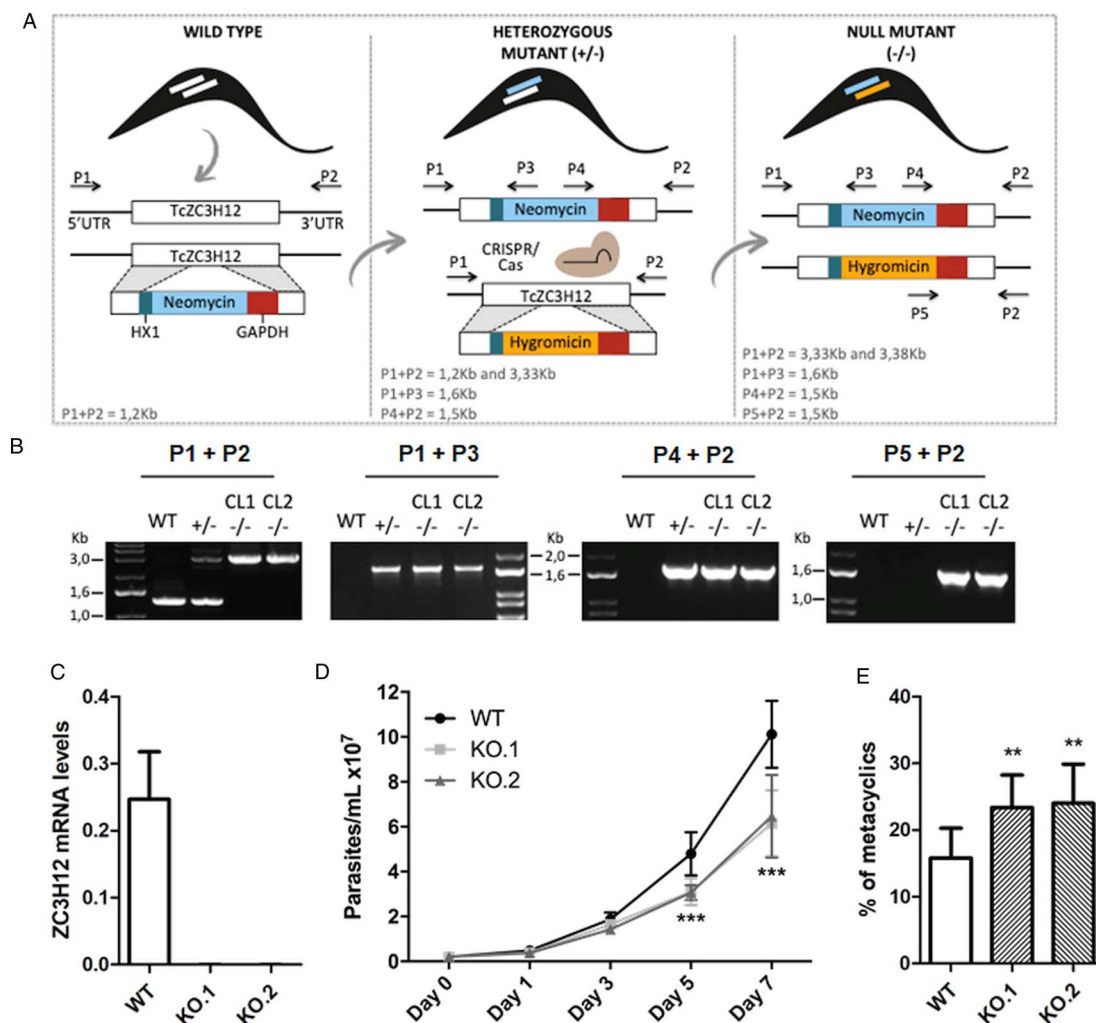 A
WILD TYPE
P1
P2
TcZC3H12
5'UTR
3'UTR
TcZC3H12
Neomycin
HX1
GAPDH
P1+P2 = 1,2Kb
HETEROZYGOUS
MUTANT (+/-)
P1
P3
P4
P2
Neomycin
CRISPR/
Cas
P1
P2
TcZC3H12
Hygromicin
P1+P2 = 1,2Kb and 3,33Kb
P1+P3 = 1,6Kb
P4+P2 = 1,5Kb
NULL MUTANT
(-/-)
P1
P3
P4
P2
Neomycin
Hygromicin
P5
P2
P1+P2 = 3,33Kb and 3,38Kb
P1+P3 = 1,6Kb
P4+P2 = 1,5Kb
P5+P2 = 1,5Kb
B
P1 + P2
CL1 CL2
WT +/- -/- -/-
Kb
3,0
1,6
1,0
P1 + P3
CL1 CL2
WT +/- -/- -/-
Kb
2,0
1,6
P4 + P2
CL1 CL2
WT +/- -/- -/-
P5 + P2
CL1 CL2
WT +/- -/- -/-
Kb
1,6
1,0
C
ZC3H12 mRNA levels
0.4
0.3
0.2
0.1
0.0
WT
KO.1
KO.2
D
Parasites/mL x10⁷
12
10
8
6
4
2
0
WT
KO.1
KO.2
***
***
Day 0
Day 1
Day 3
Day 5
Day 7
E
% of metacyclics
40
30
20
10
0
**
**
WT
KO.1
KO.2